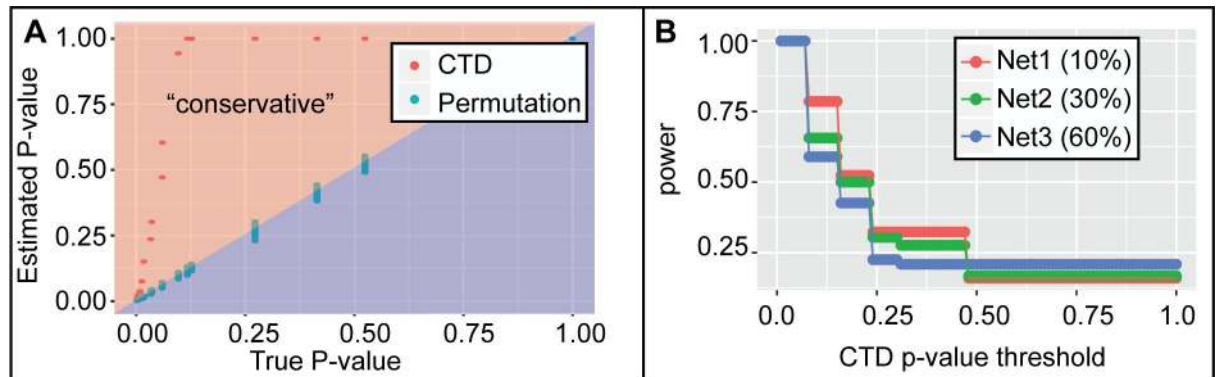 A
Estimated P-value
1.00
0.75
0.50
0.25
0.00
"conservative"
CTD
Permutation
0.00
0.25
0.50
0.75
1.00
True P-value
B
power
1.00
0.75
0.50
0.25
Net1 (10%)
Net2 (30%)
Net3 (60%)
0.0
0.25
0.50
0.75
1.00
CTD p-value threshold